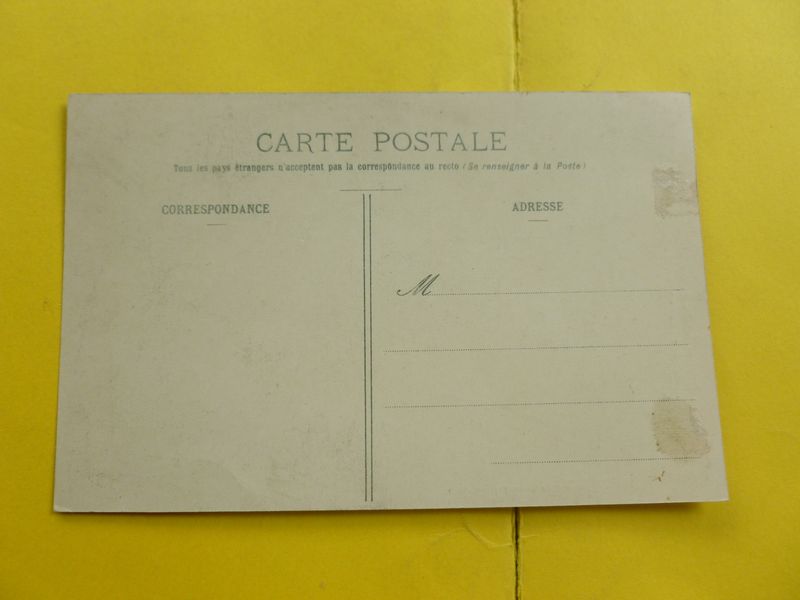 CARTE POSTALE
Tous les pays étrangers n'acceptent pas la correspondance au recto (Se renseigner à la Poste)
CORRESPONDANCE
ADRESSE
M